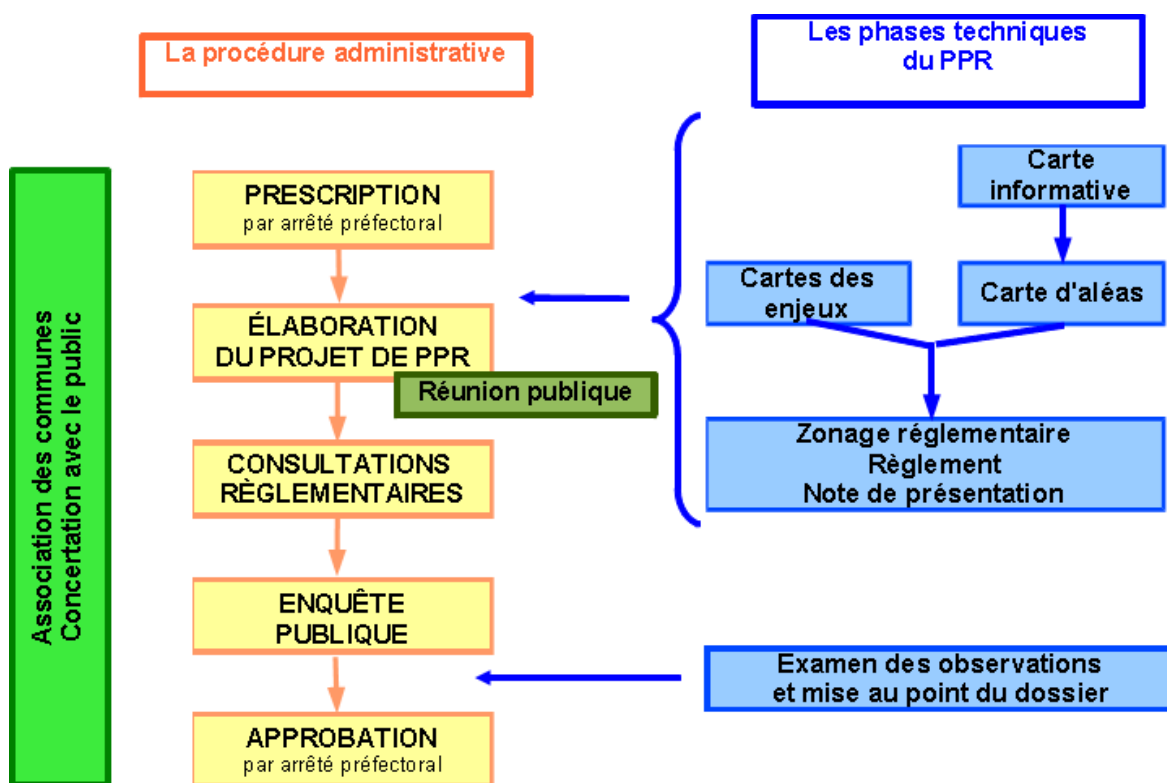 La procédure administrative
Les phases techniques
du PPR
Association des communes
Concertation avec le public
PRESCRIPTION
par arrêté préfectoral
ÉLABORATION
DU PROJET DE PPR
Réunion publique
CONSULTATIONS
RÈGLEMENTAIRES
ENQUÊTE
PUBLIQUE
APPROBATION
par arrêté préfectoral
Carte
informative
Cartes des
enjeux
Carte d'aléas
Zonage réglementaire
Règlement
Note de présentation
Examen des observations
et mise au point du dossier